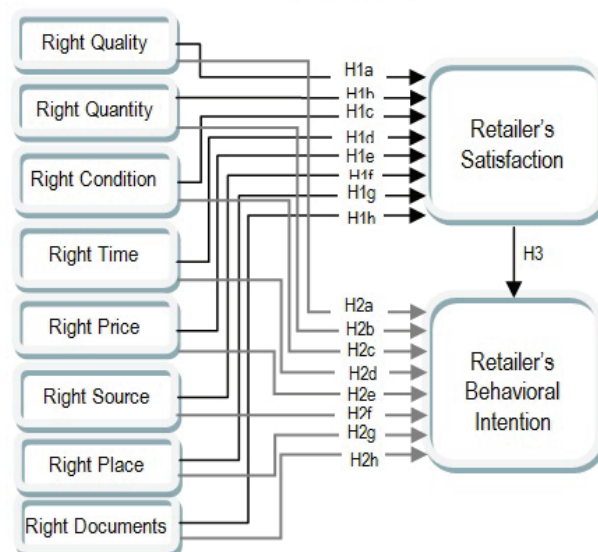 Right Quality
Right Quantity
Right Condition
Right Time
Right Price
Right Source
Right Place
Right Documents
H1a
H1b
H1c
H1d
H1e
H1f
H1g
H1h
Retailer's
Satisfaction
H3
H2a
H2b
H2c
H2d
H2e
H2f
H2g
H2h
Retailer's
Behavioral
Intention